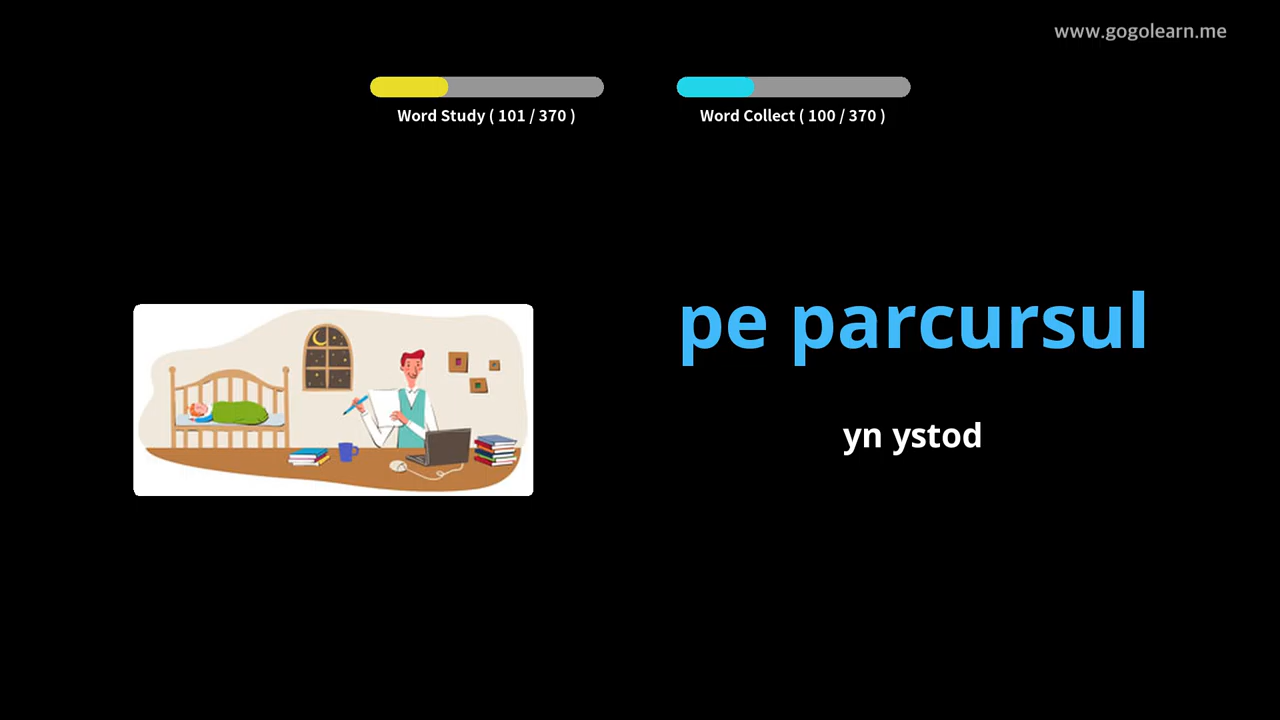 www.gogolearn.me
Word Study ( 101 / 370 )
Word Collect ( 100 / 370 )
pe parcursul
yn ystod